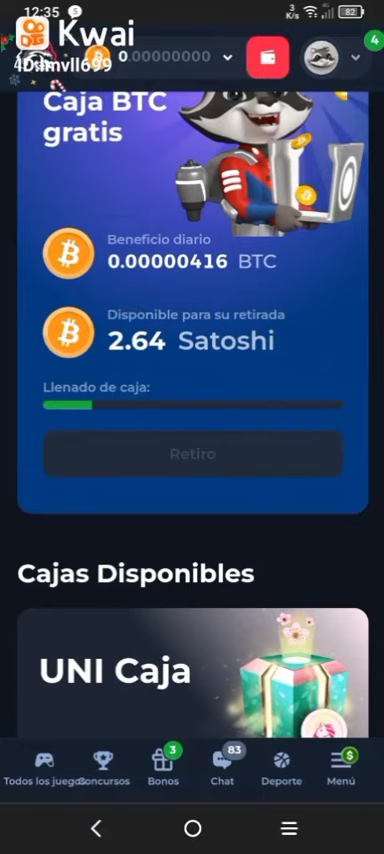 12:35
3
K/s
82
Kwai
0.00000000
4
Caja BTC
gratis
Beneficio diario
0.00000416 BTC
Disponible para su retirada
2.64 Satoshi
Llenado de caja:
Retiro
Cajas Disponibles
UNI Caja
3
83
$
Todos los juegos
Concursos
Bonos
Chat
Deporte
Menú